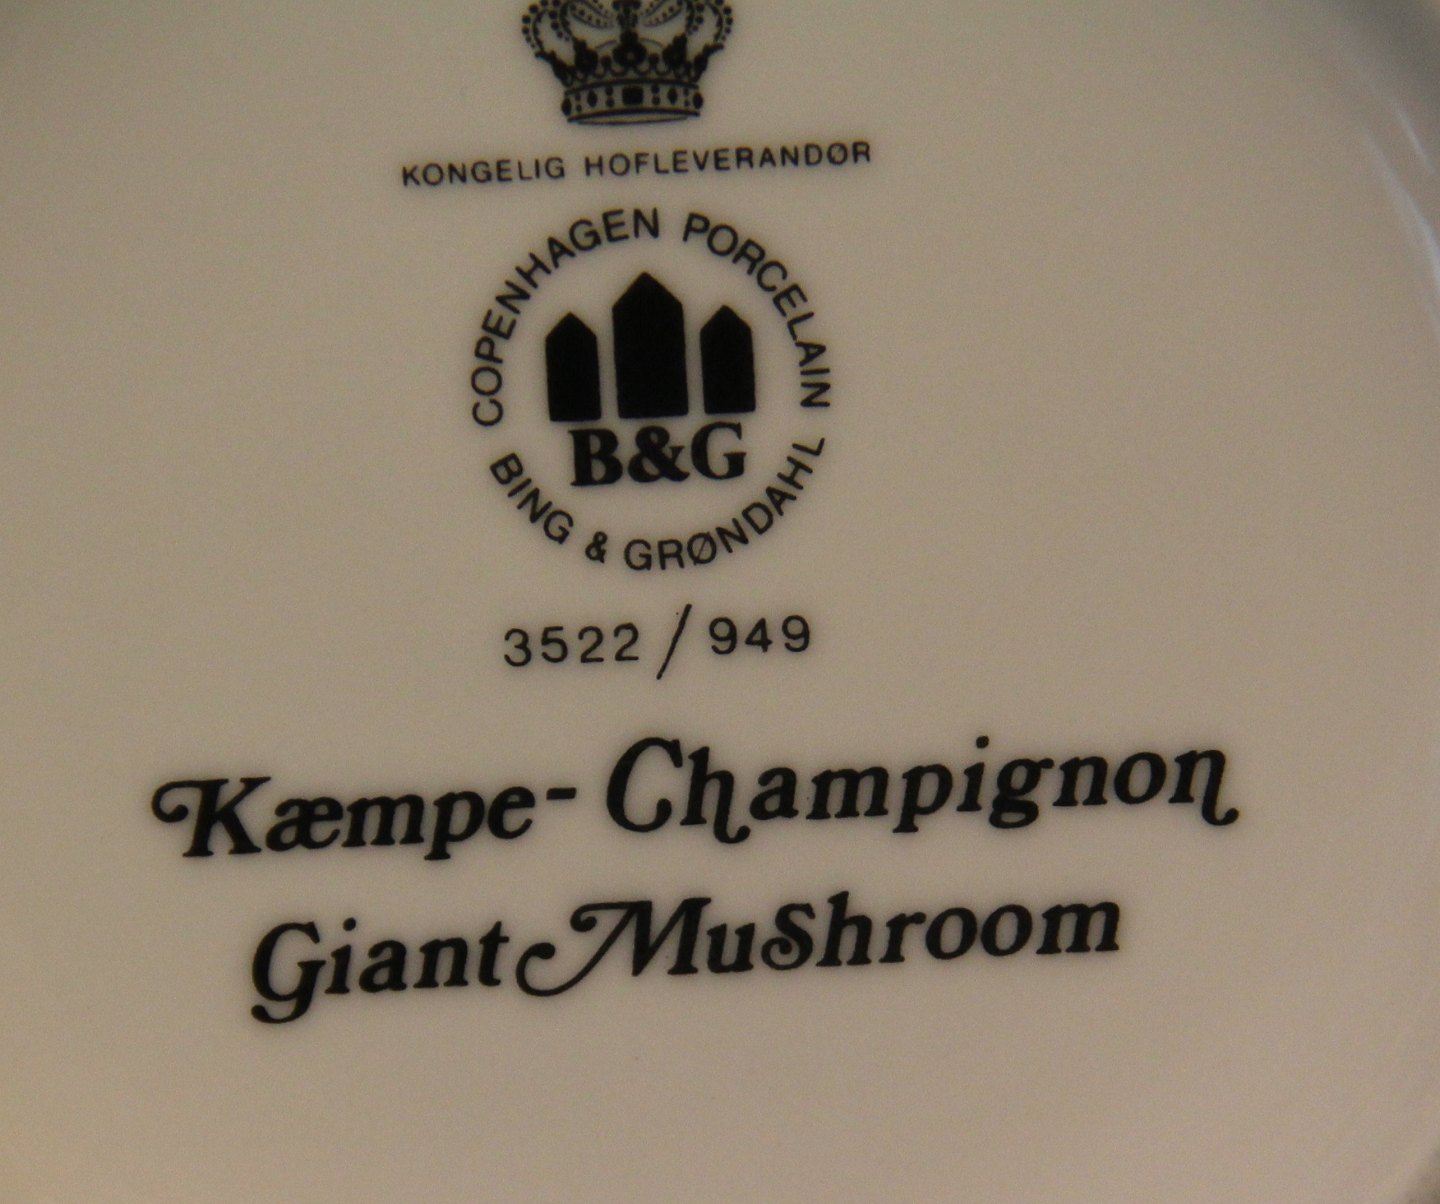 KONGELIG HOFLEVERANDØR
COPENHAGEN PORCELAIN
B&G
BING & GRØNDAHL
3522/949
Kæmpe-Champignon
Giant Mushroom